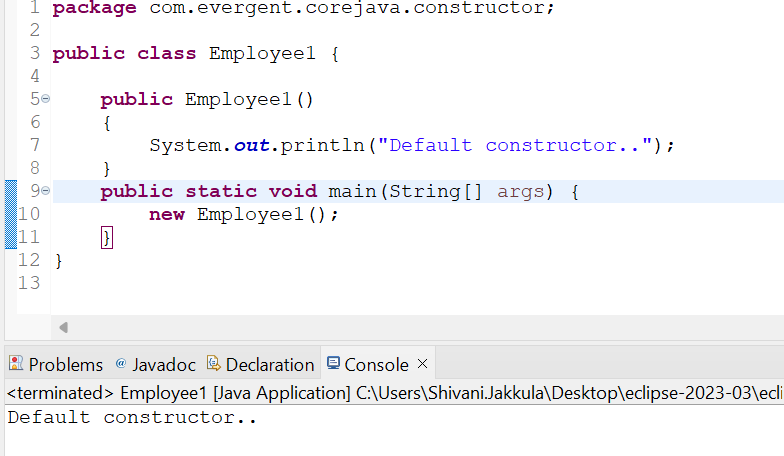 1 package com.evergent.corejava.constructor;
2
3 public class Employee1 {
4
5 public Employee1()
6 {
7 System.out.println("Default constructor..");
8 }
9 public static void main(String[] args) {
10 new Employee1();
11 }
12 }
13
Problems @ Javadoc Declaration Console ×
<terminated> Employee1 [Java Application] C:\Users\Shivani.Jakkula\Desktop\eclipse-2023-03\ecli
Default constructor..